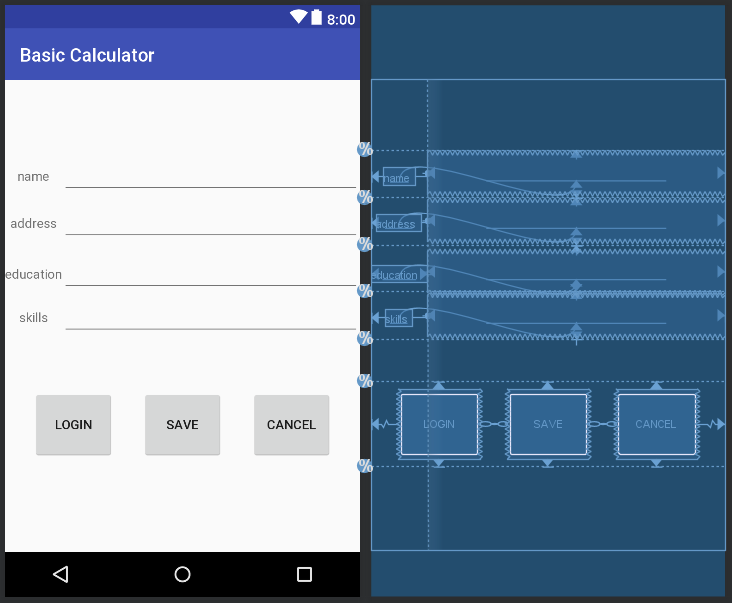 8:00
Basic Calculator
name
address
education
skills
LOGIN SAVE CANCEL
%
name
%
address
%
education
%
skills
%
%
LOGIN SAVE CANCEL
%